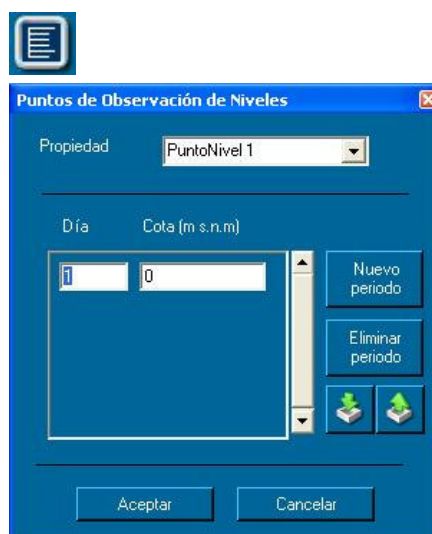 Puntos de Observación de Niveles
Propiedad
PuntoNivel 1
Día
Cota (m s.n.m)
1
0
Nuevo
periodo
Eliminar
periodo
Aceptar
Cancelar